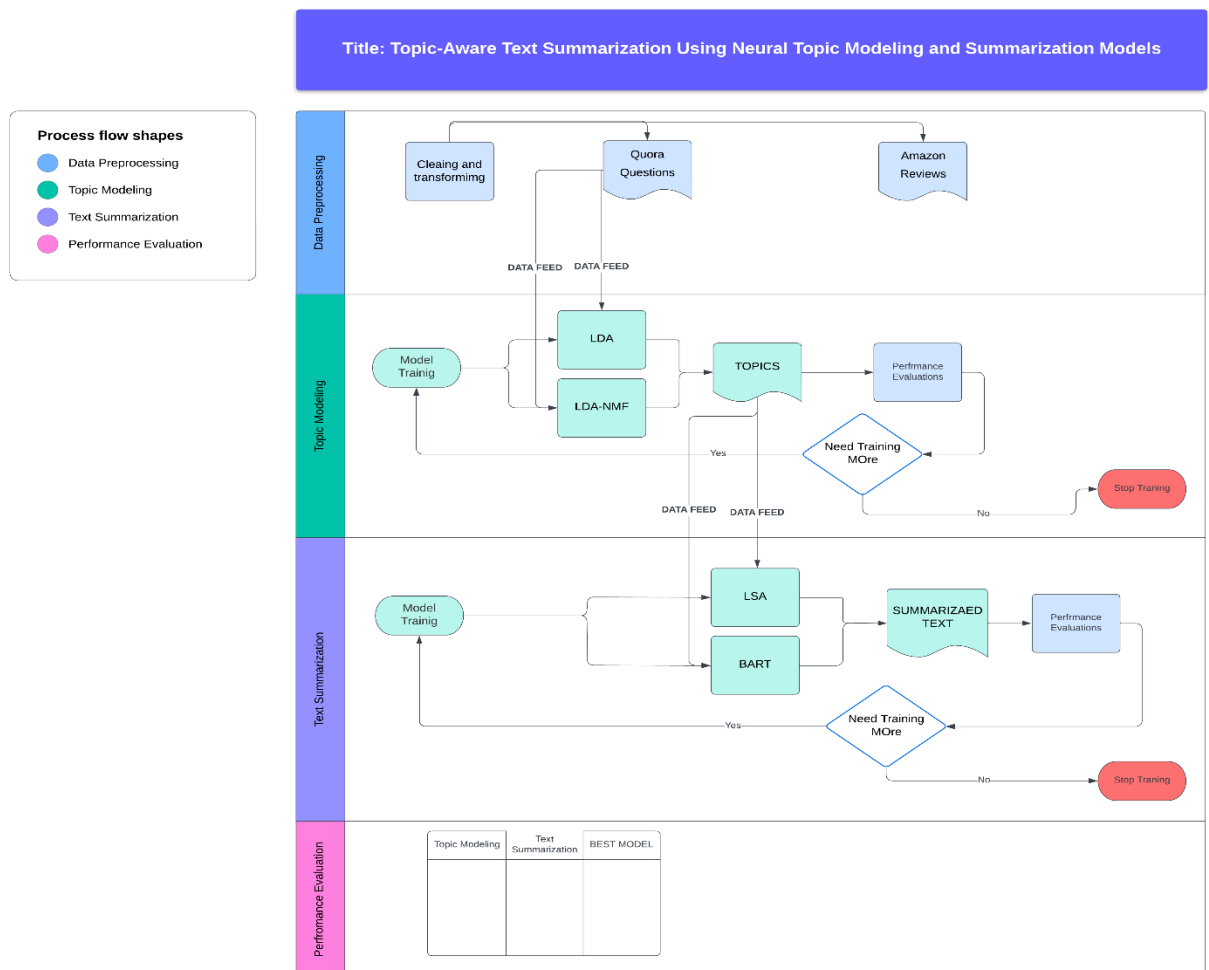 Title: Topic-Aware Text Summarization Using Neural Topic Modeling and Summarization Models
Process flow shapes
Data Preprocessing
Topic Modeling
Text Summarization
Performance Evaluation
Data Preprocessing
Cleaing and
transformimg
Quora
Questions
Amazon
Reviews
DATA FEED
DATA FEED
Topic Modeling
Model
Trainig
LDA
LDA-NMF
TOPICS
Perfrmance
Evaluations
Need Training
MOre
Yes
No
Stop Traning
DATA FEED
DATA FEED
Text Summarization
Model
Trainig
LSA
BART
SUMMARIZAED
TEXT
Perfrmance
Evaluations
Need Training
MOre
Yes
No
Stop Traning
Perfromance Evaluation
Topic Modeling
Text
Summarization
BEST MODEL